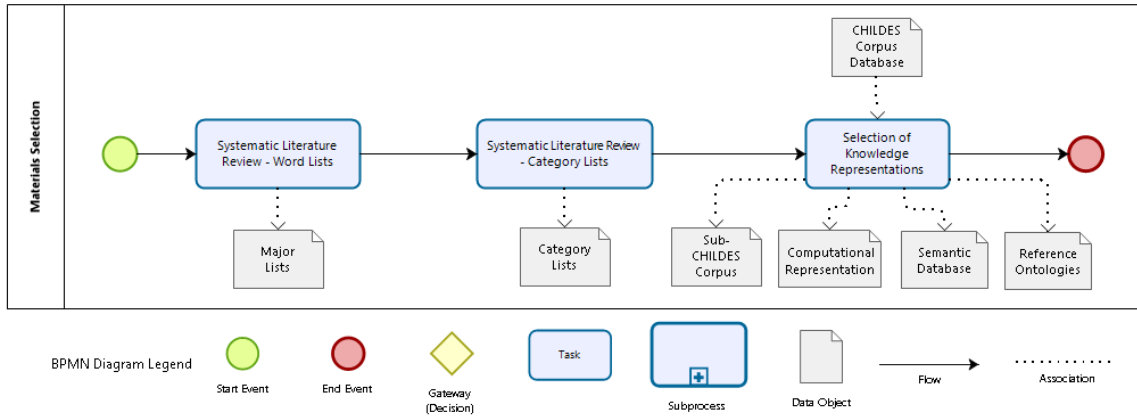 Materials Selection
CHILDES
Corpus
Database
Systematic Literature
Review - Word Lists
Systematic Literature Review
- Category Lists
Selection of
Knowledge
Representations
Major
Lists
Category
Lists
Sub-
CHILDES
Corpus
Computational
Representation
Semantic
Database
Reference
Ontologies
BPMN Diagram Legend
Start Event
End Event
Gateway
(Decision)
Task
Subprocess
Data Object
Flow
Association